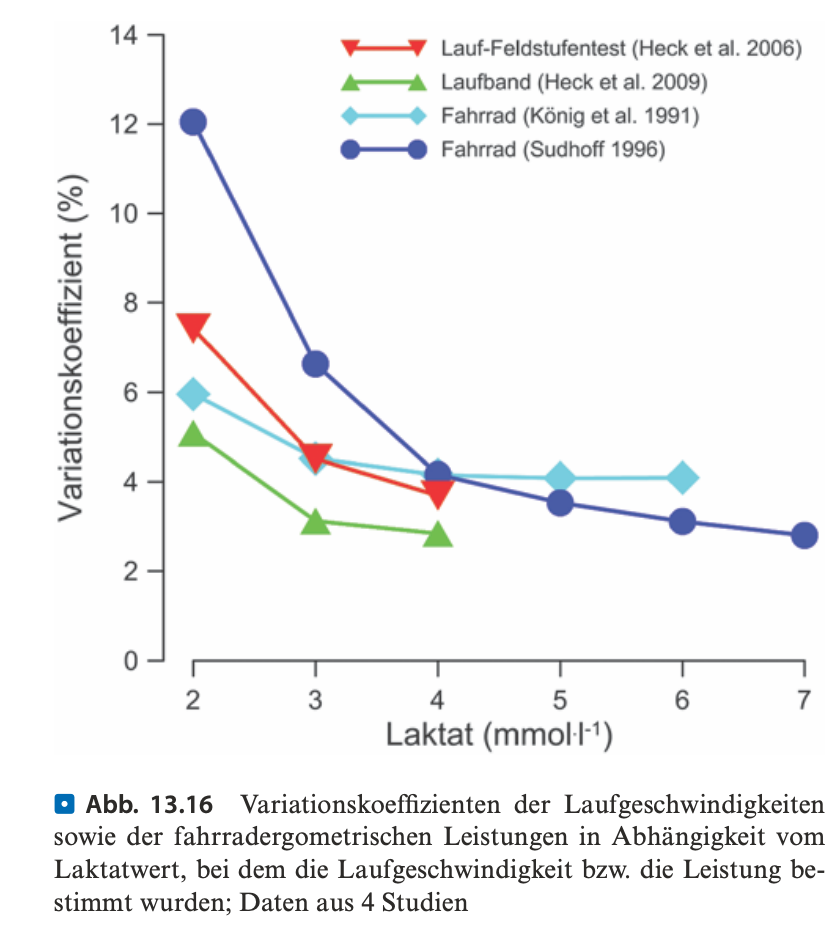 14
12
10
8
6
4
2
0
Variationskoeffizient (%)
Lauf-Feldstufentest (Heck et al. 2006)
Laufband (Heck et al. 2009)
Fahrrad (König et al. 1991)
Fahrrad (Sudhoff 1996)
2 3 4 5 6 7
Laktat (mmol·l⁻¹)
Abb. 13.16 Variationskoeffizienten der Laufgeschwindigkeiten
sowie der fahrradergometrischen Leistungen in Abhängigkeit vom
Laktatwert, bei dem die Laufgeschwindigkeit bzw. die Leistung be-
stimmt wurden; Daten aus 4 Studien